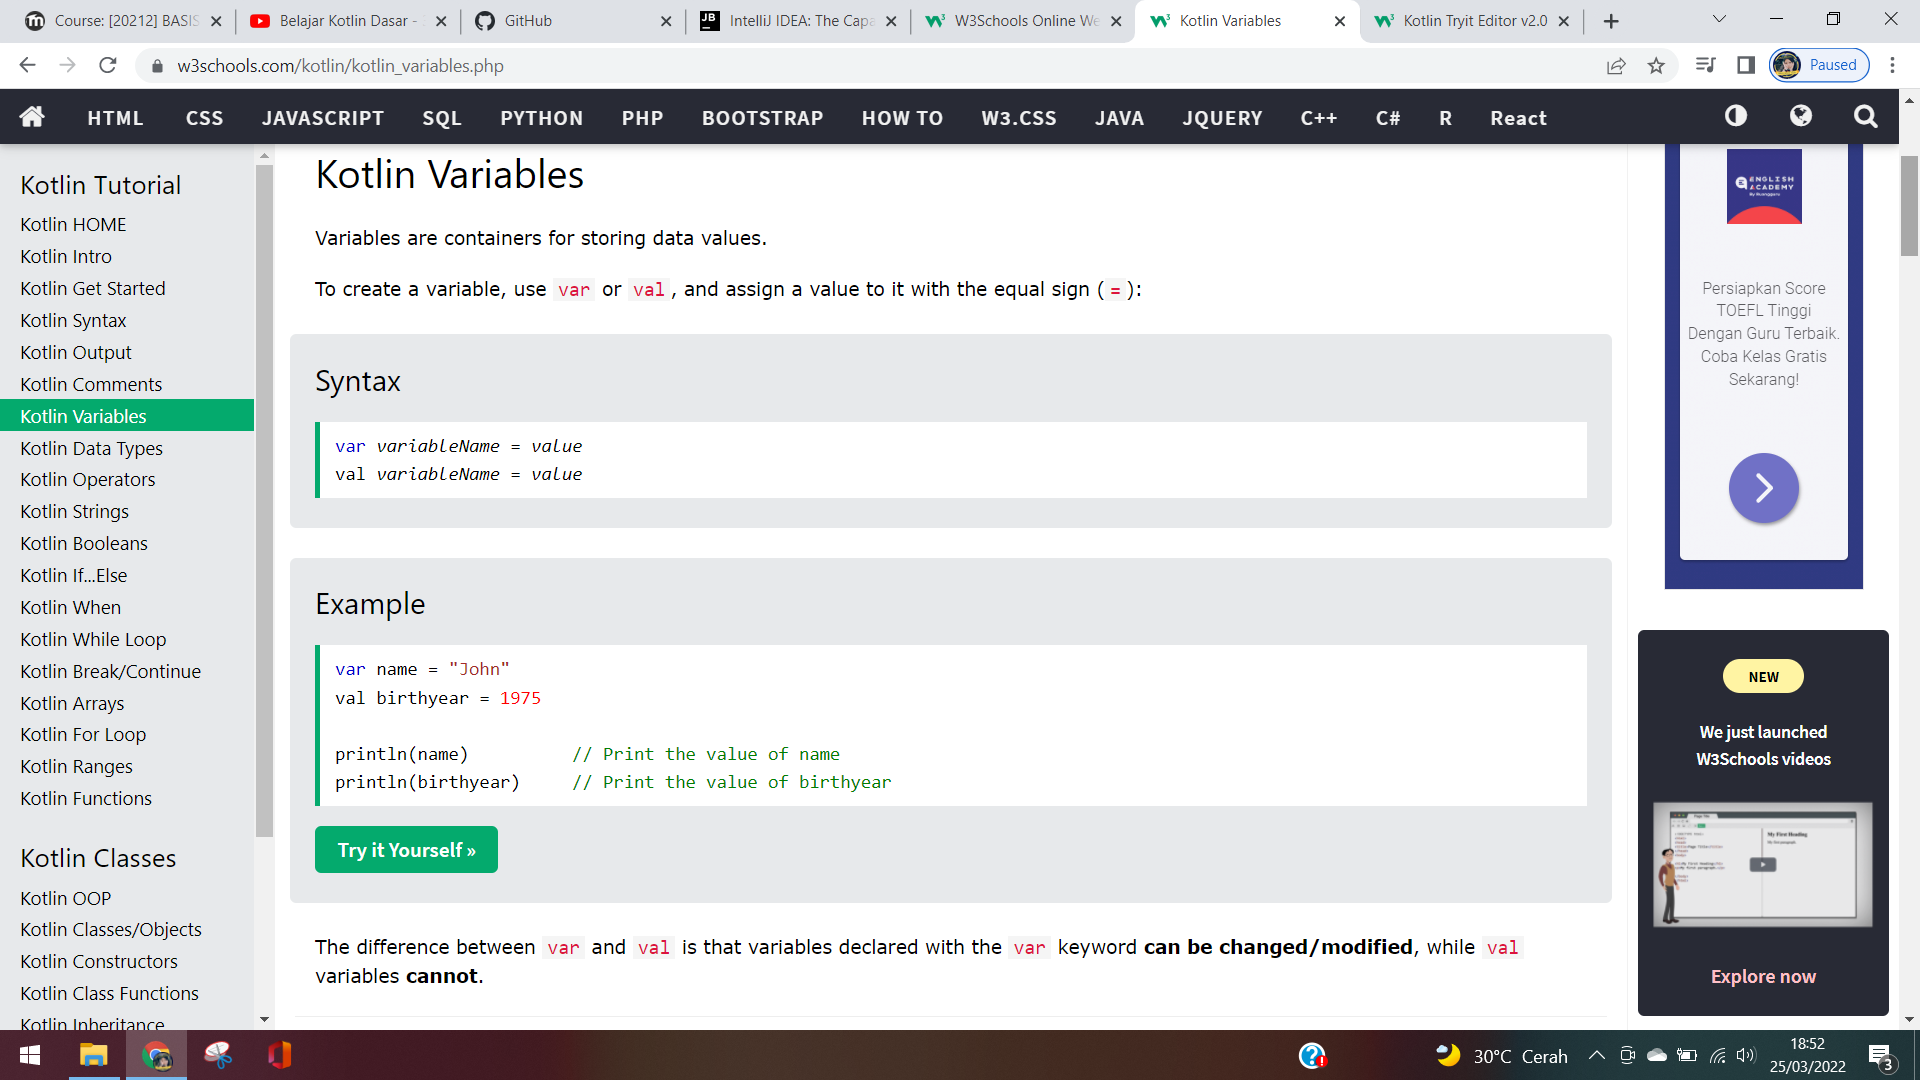 Course: [20212] BASIS
Belajar Kotlin Dasar -
GitHub
IntelliJ IDEA: The Capa
W3Schools Online We
Kotlin Variables
Kotlin Tryit Editor v2.0
w3schools.com/kotlin/kotlin_variables.php
Paused
HTML CSS JAVASCRIPT SQL PYTHON PHP BOOTSTRAP HOW TO W3.CSS JAVA JQUERY C++ C# R React
Kotlin Tutorial
Kotlin HOME
Kotlin Intro
Kotlin Get Started
Kotlin Syntax
Kotlin Output
Kotlin Comments
Kotlin Variables
Kotlin Data Types
Kotlin Operators
Kotlin Strings
Kotlin Booleans
Kotlin If...Else
Kotlin When
Kotlin While Loop
Kotlin Break/Continue
Kotlin Arrays
Kotlin For Loop
Kotlin Ranges
Kotlin Functions
Kotlin Classes
Kotlin OOP
Kotlin Classes/Objects
Kotlin Constructors
Kotlin Class Functions
Kotlin Inheritance
Kotlin Variables
Variables are containers for storing data values.
To create a variable, use var or val, and assign a value to it with the equal sign (=):
Syntax
var variableName = value
val variableName = value
Example
var name = "John"
val birthyear = 1975
println(name) // Print the value of name
println(birthyear) // Print the value of birthyear
Try it Yourself »
The difference between var and val is that variables declared with the var keyword can be changed/modified, while val
variables cannot.
ENGLISH
ACADEMY
By Ruangguru
Persiapkan Score
TOEFL Tinggi
Dengan Guru Terbaik.
Coba Kelas Gratis
Sekarang!
NEW
We just launched
W3Schools videos
My First Heading
Explore now
30°C Cerah
18:52
25/03/2022
3